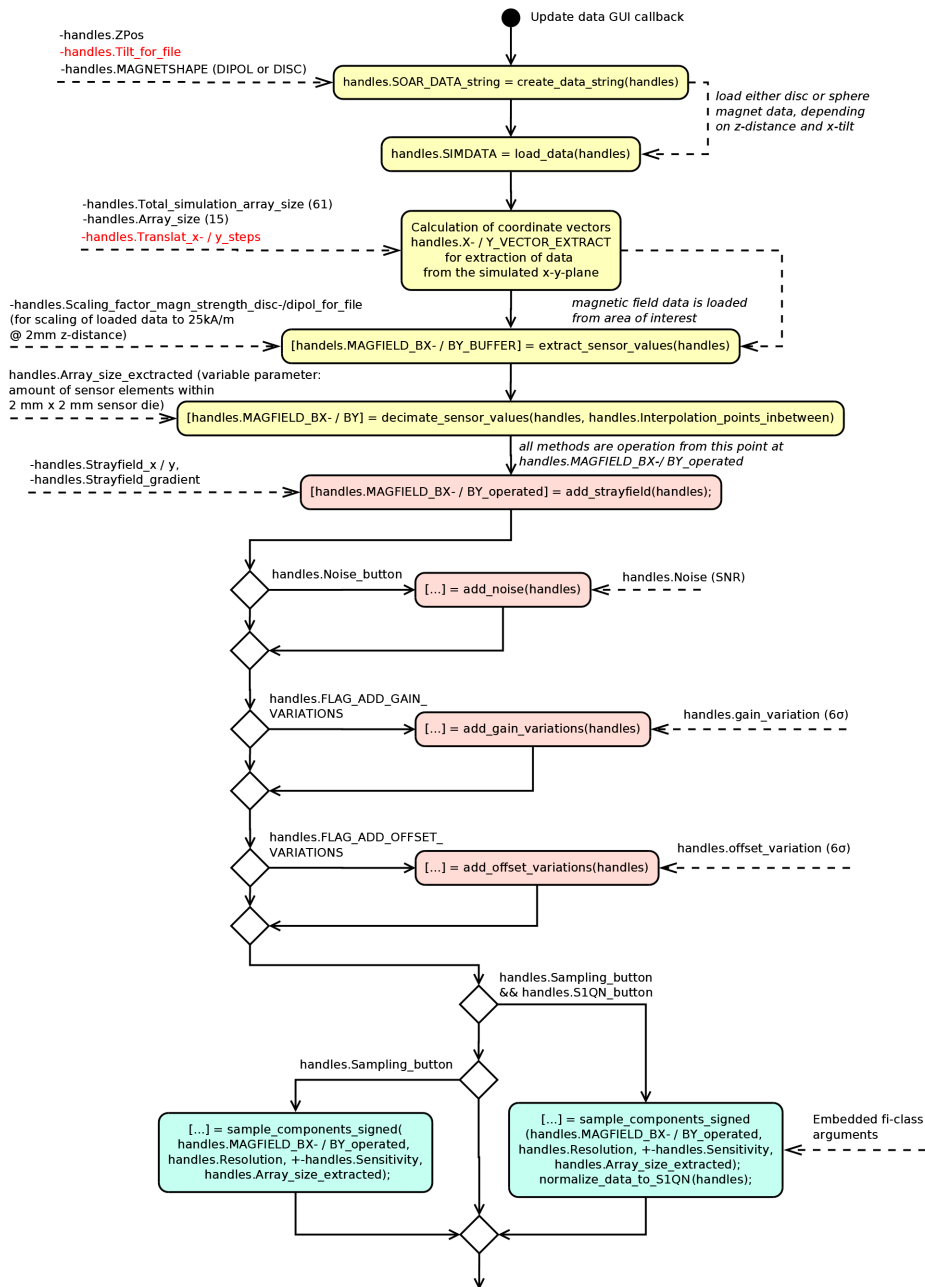 Update data GUI callback
-handles.ZPos
-handles.Tilt_for_file
-handles.MAGNETSHAPE (DIPOL or DISC)
handles.SOAR_DATA_string = create_data_string(handles)
load either disc or sphere
magnet data, depending
on z-distance and x-tilt
handles.SIMDATA = load_data(handles)
-handles.Total_simulation_array_size (61)
-handles.Array_size (15)
-handles.Translat_x- / y_steps
Calculation of coordinate vectors
handles.X- / Y_VECTOR_EXTRACT
for extraction of data
from the simulated x-y-plane
magnetic field data is loaded
from area of interest
-handles.Scaling_factor_magn_strength_disc-/dipol_for_file
(for scaling of loaded data to 25kA/m
@ 2mm z-distance)
[handels.MAGFIELD_BX- / BY_BUFFER] = extract_sensor_values(handles)
handles.Array_size_exctracted (variable parameter:
amount of sensor elements within
2 mm x 2 mm sensor die)
[handles.MAGFIELD_BX- / BY] = decimate_sensor_values(handles, handles.Interpolation_points_inbetween)
all methods are operation from this point at
handles.MAGFIELD_BX-/ BY_operated
-handles.Strayfield_x / y,
-handles.Strayfield_gradient
[handles.MAGFIELD_BX- / BY_operated] = add_strayfield(handles);
handles.Noise_button
[...] = add_noise(handles)
handles.Noise (SNR)
handles.FLAG_ADD_GAIN_
VARIATIONS
[...] = add_gain_variations(handles)
handles.gain_variation (6σ)
handles.FLAG_ADD_OFFSET_
VARIATIONS
[...] = add_offset_variations(handles)
handles.offset_variation (6σ)
handles.Sampling_button
&& handles.S1QN_button
handles.Sampling_button
[...] = sample_components_signed(
handles.MAGFIELD_BX- / BY_operated,
handles.Resolution, +-handles.Sensitivity,
handles.Array_size_extracted);
[...] = sample_components_signed
(handles.MAGFIELD_BX- / BY_operated,
handles.Resolution, +-handles.Sensitivity,
handles.Array_size_extracted);
normalize_data_to_S1QN(handles);
Embedded fi-class
arguments